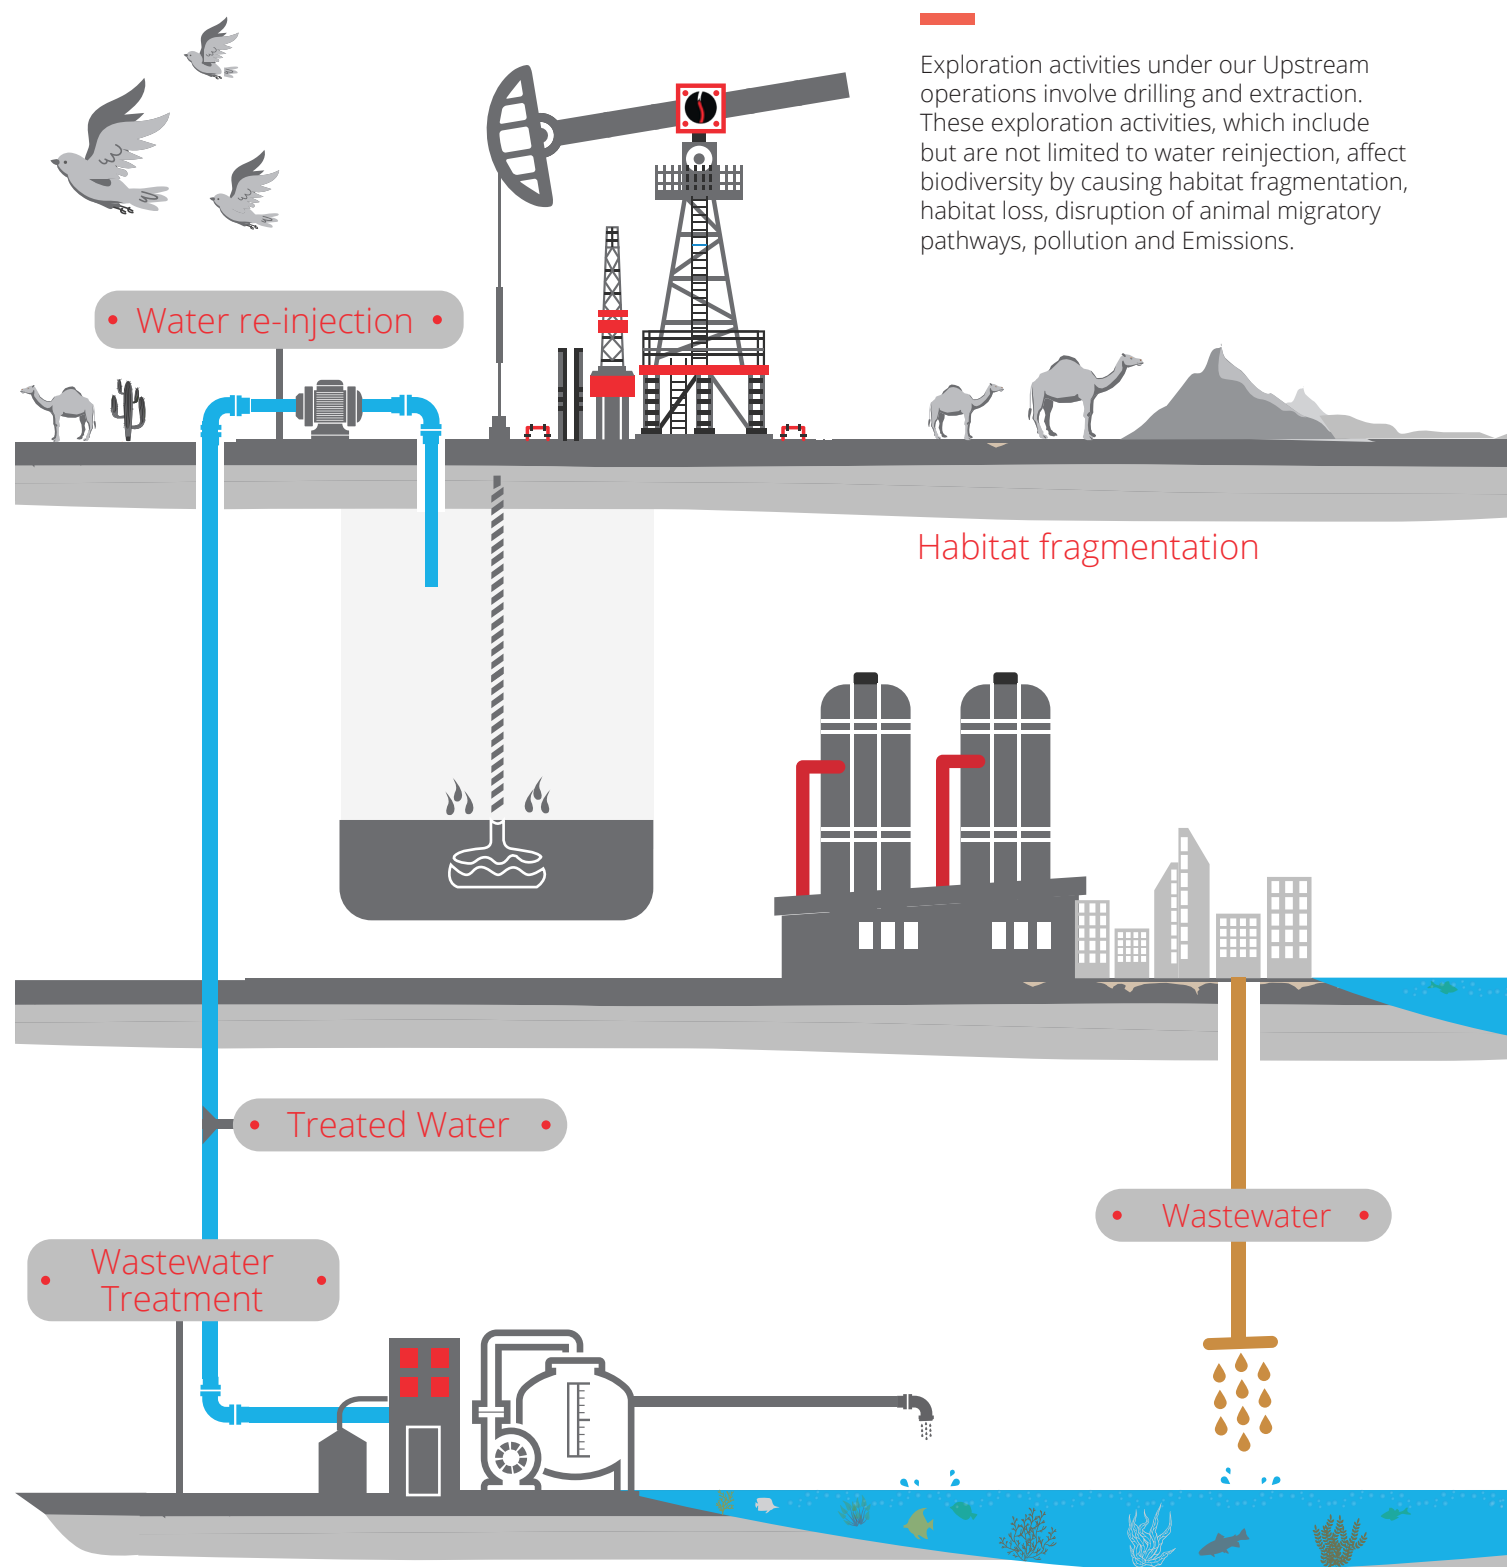 Exploration activities under our Upstream
operations involve drilling and extraction.
These exploration activities, which include
but are not limited to water reinjection, affect
biodiversity by causing habitat fragmentation,
habitat loss, disruption of animal migratory
pathways, pollution and Emissions.
Water re-injection
Habitat fragmentation
Treated Water
Wastewater
Wastewater
Treatment